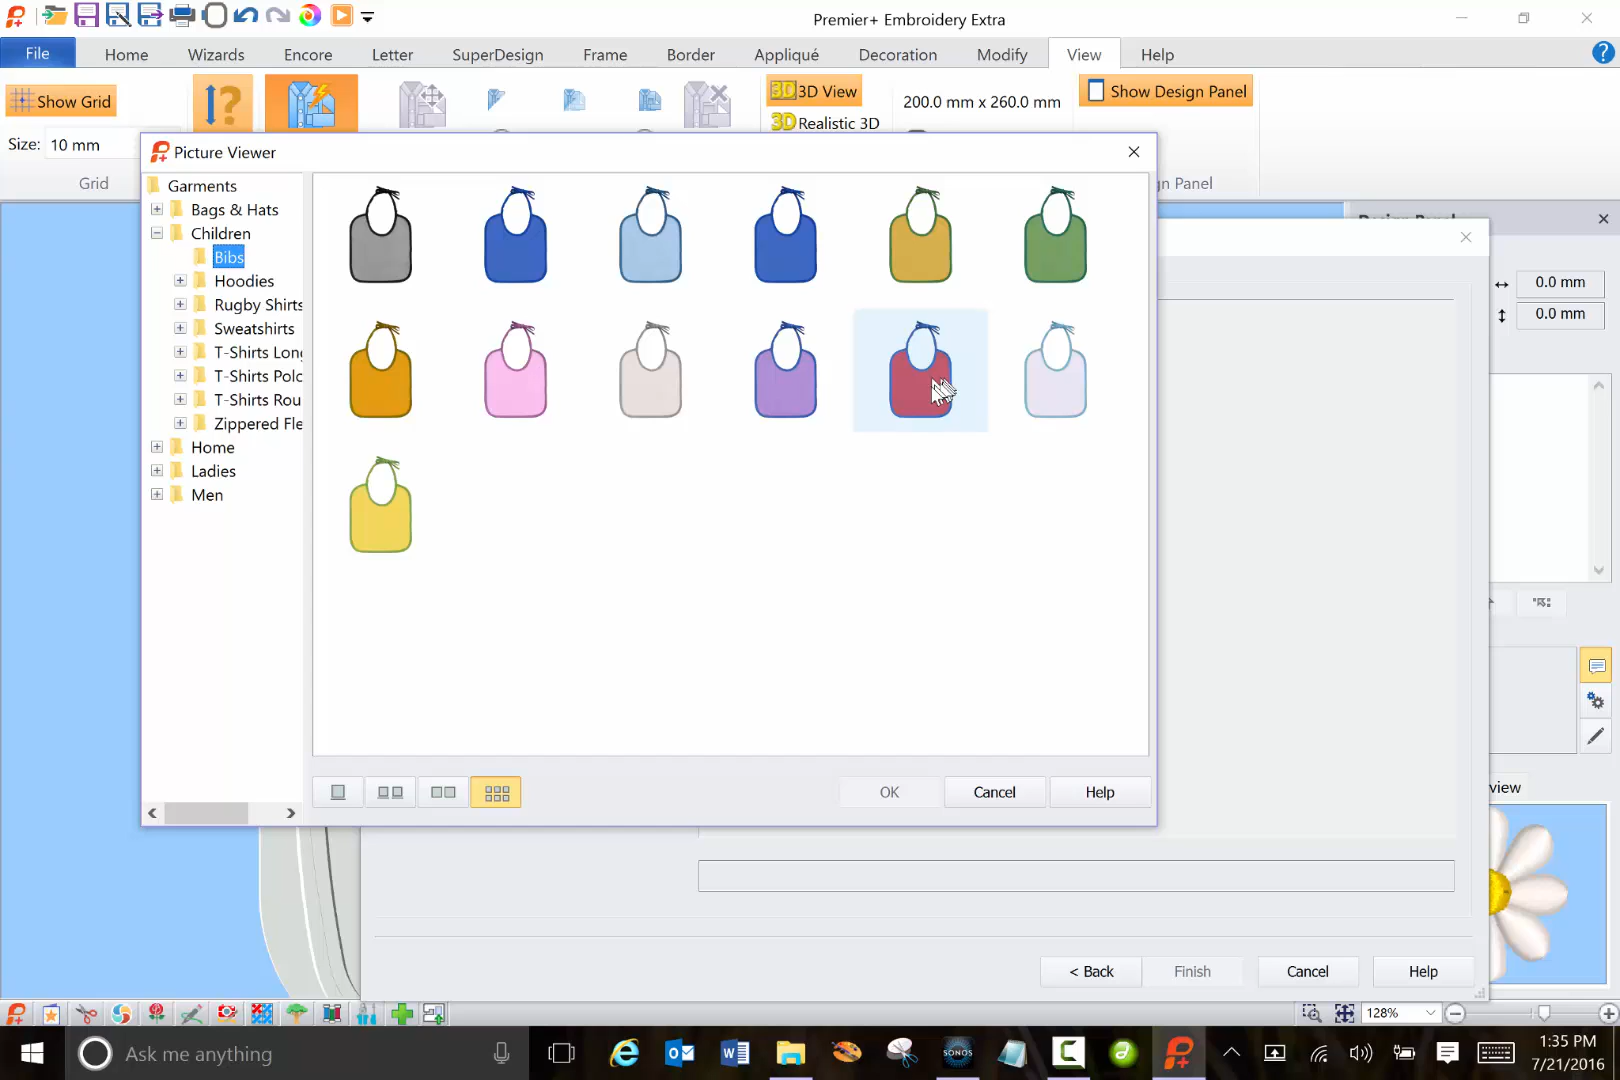 Premier+ Embroidery Extra
File Home Wizards Encore Letter SuperDesign Frame Border Appliqué Decoration Modify View Help
Show Grid
3D 3D View
200.0 mm x 260.0 mm
Show Design Panel
3D Realistic 3D
Size: 10 mm
Grid
Picture Viewer
Garments
Bags & Hats
Children
Bibs
Hoodies
Rugby Shirts
Sweatshirts
T-Shirts Long
T-Shirts Polo
T-Shirts Rou
Zippered Fle
Home
Ladies
Men
0.0 mm
0.0 mm
OK Cancel Help
view
< Back Finish Cancel Help
128%
Ask me anything
SONOS
1:35 PM
7/21/2016